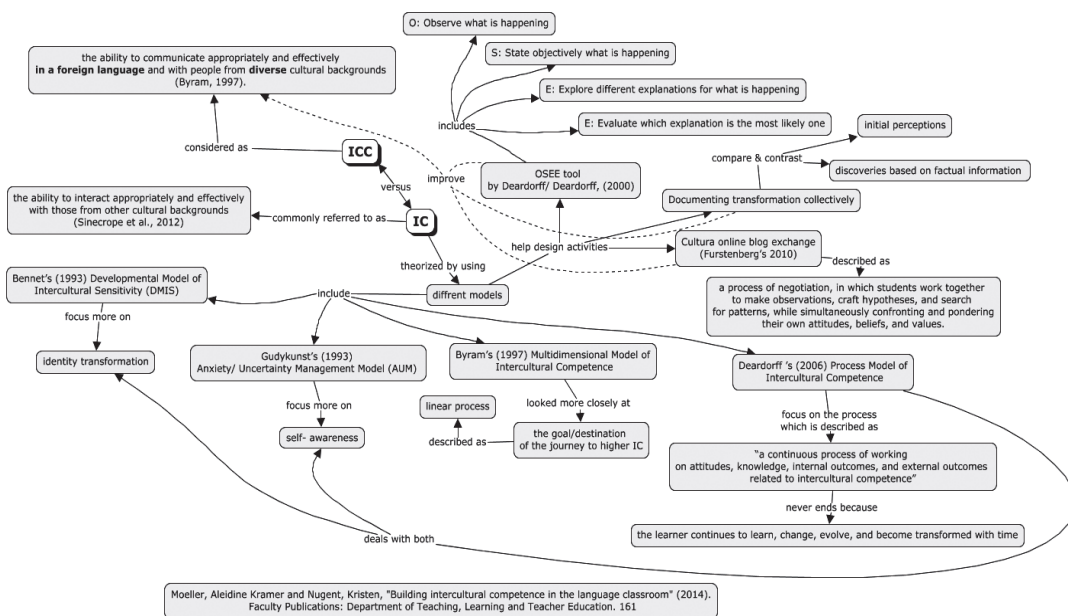 O: Observe what is happening
the ability to communicate appropriately and effectively
in a foreign language and with people from diverse cultural backgrounds
(Byram, 1997).
S: State objectively what is happening
E: Explore different explanations for what is happening
includes
E: Evaluate which explanation is the most likely one
initial perceptions
considered as
ICC
compare & contrast
versus
improve
OSEE tool
by Deardorff/ Deardorff, (2000)
discoveries based on factual information
the ability to interact appropriately and effectively
with those from other cultural backgrounds
(Sinecrope et al., 2012)
commonly referred to as
IC
Documenting transformation collectively
help design activities
Cultura online blog exchange
(Furstenberg's 2010)
theorized by using
described as
Bennet's (1993) Developmental Model of
Intercultural Sensitivity (DMIS)
include
diffrent models
a process of negotiation, in which students work together
to make observations, craft hypotheses, and search
for patterns, while simultaneously confronting and pondering
their own attitudes, beliefs, and values.
focus more on
identity transformation
Gudykunst's (1993)
Anxiety/ Uncertainty Management Model (AUM)
Byram's (1997) Multidimensional Model of
Intercultural Competence
Deardorff 's (2006) Process Model of
Intercultural Competence
focus more on
linear process
looked more closely at
self- awareness
described as
the goal/destination
of the journey to higher IC
focus on the process
which is described as
"a continuous process of working
on attitudes, knowledge, internal outcomes, and external outcomes
related to intercultural competence"
never ends because
deals with both
the learner continues to learn, change, evolve, and become transformed with time
Moeller, Aleidine Kramer and Nugent, Kristen, "Building intercultural competence in the language classroom" (2014).
Faculty Publications: Department of Teaching, Learning and Teacher Education. 161